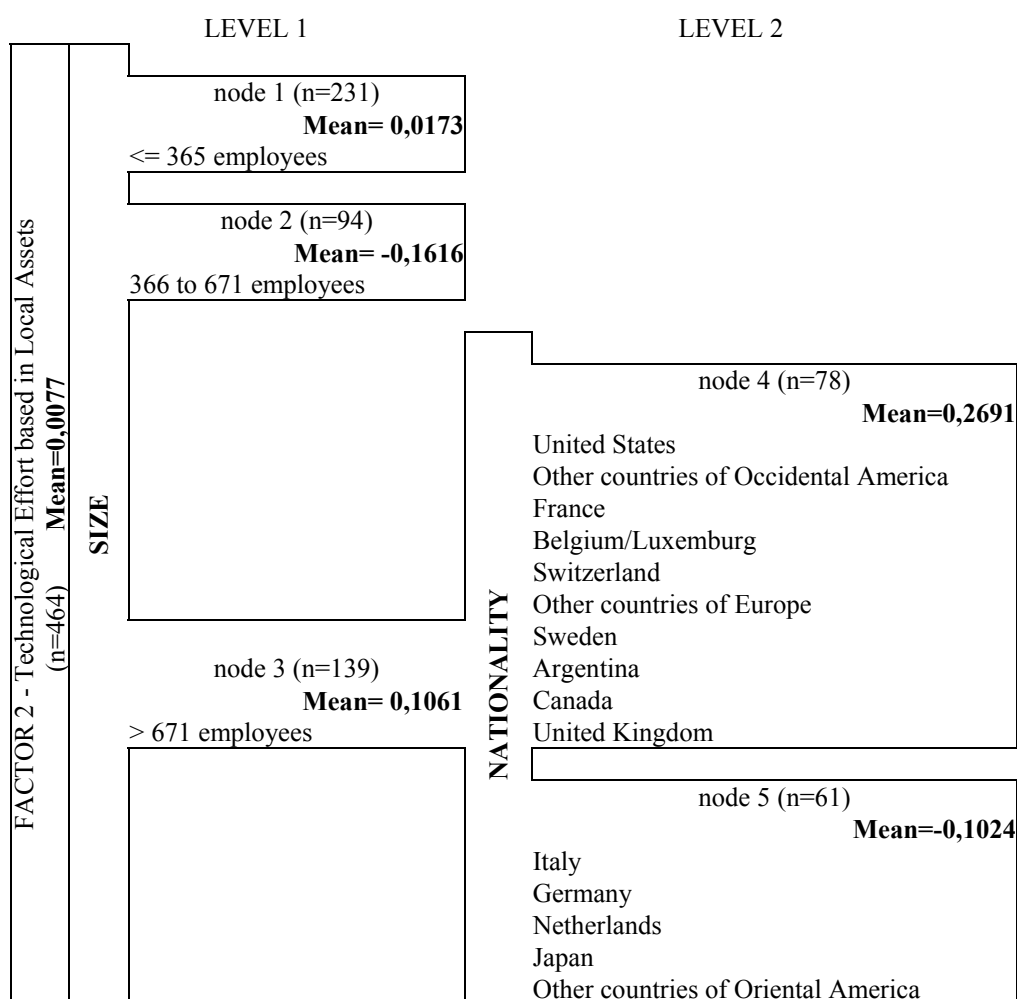 LEVEL 1
LEVEL 2
FACTOR 2 - Technological Effort based in Local Assets
(n=464) Mean=0,0077
SIZE
node 1 (n=231)
Mean= 0,0173
<= 365 employees
node 2 (n=94)
Mean= -0,1616
366 to 671 employees
node 3 (n=139)
Mean= 0,1061
> 671 employees
NATIONALITY
node 4 (n=78)
Mean=0,2691
United States
Other countries of Occidental America
France
Belgium/Luxemburg
Switzerland
Other countries of Europe
Sweden
Argentina
Canada
United Kingdom
node 5 (n=61)
Mean=-0,1024
Italy
Germany
Netherlands
Japan
Other countries of Oriental America